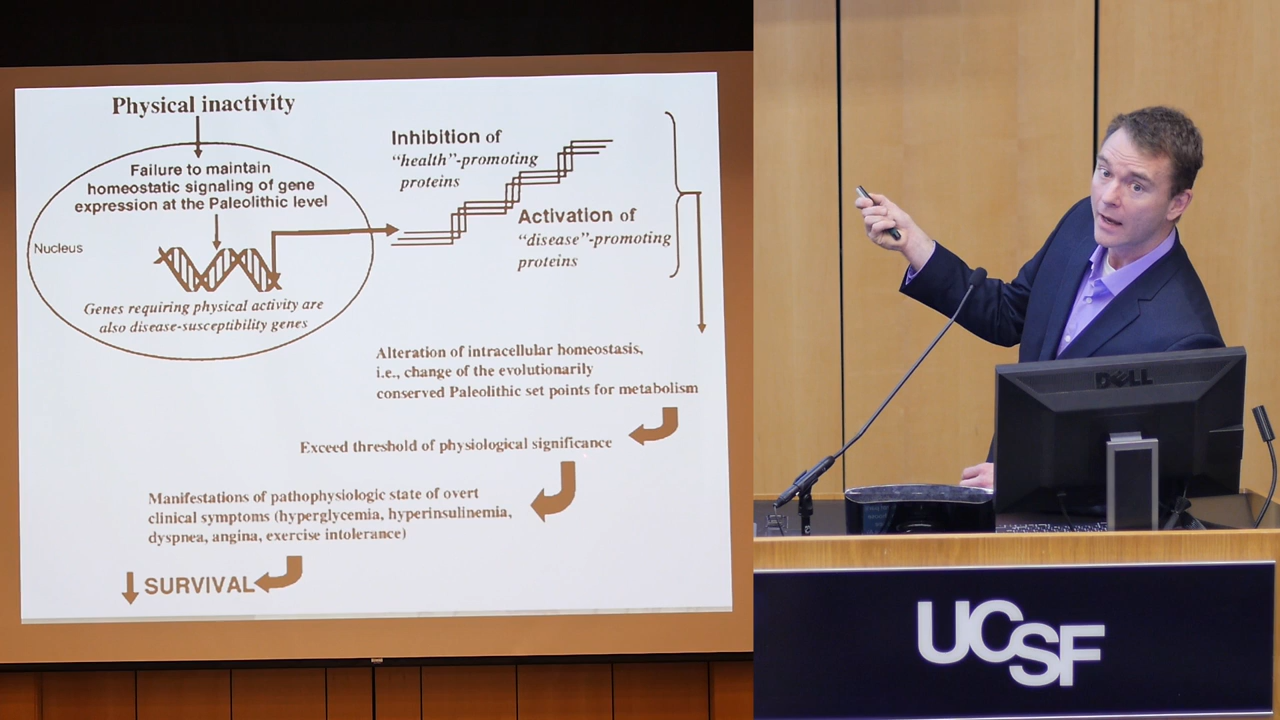 Physical inactivity
Failure to maintain
homeostatic signaling of gene
expression at the Paleolithic level
Nucleus
Genes requiring physical activity are
also disease-susceptibility genes
Inhibition of
“health”-promoting
proteins
Activation of
“disease”-promoting
proteins
Alteration of intracellular homeostasis,
i.e., change of the evolutionarily
conserved Paleolithic set points for metabolism
Exceed threshold of physiological significance
Manifestations of pathophysiologic state of overt
clinical symptoms (hyperglycemia, hyperinsulinemia,
dyspnea, angina, exercise intolerance)
SURVIVAL
DELL
UCSF